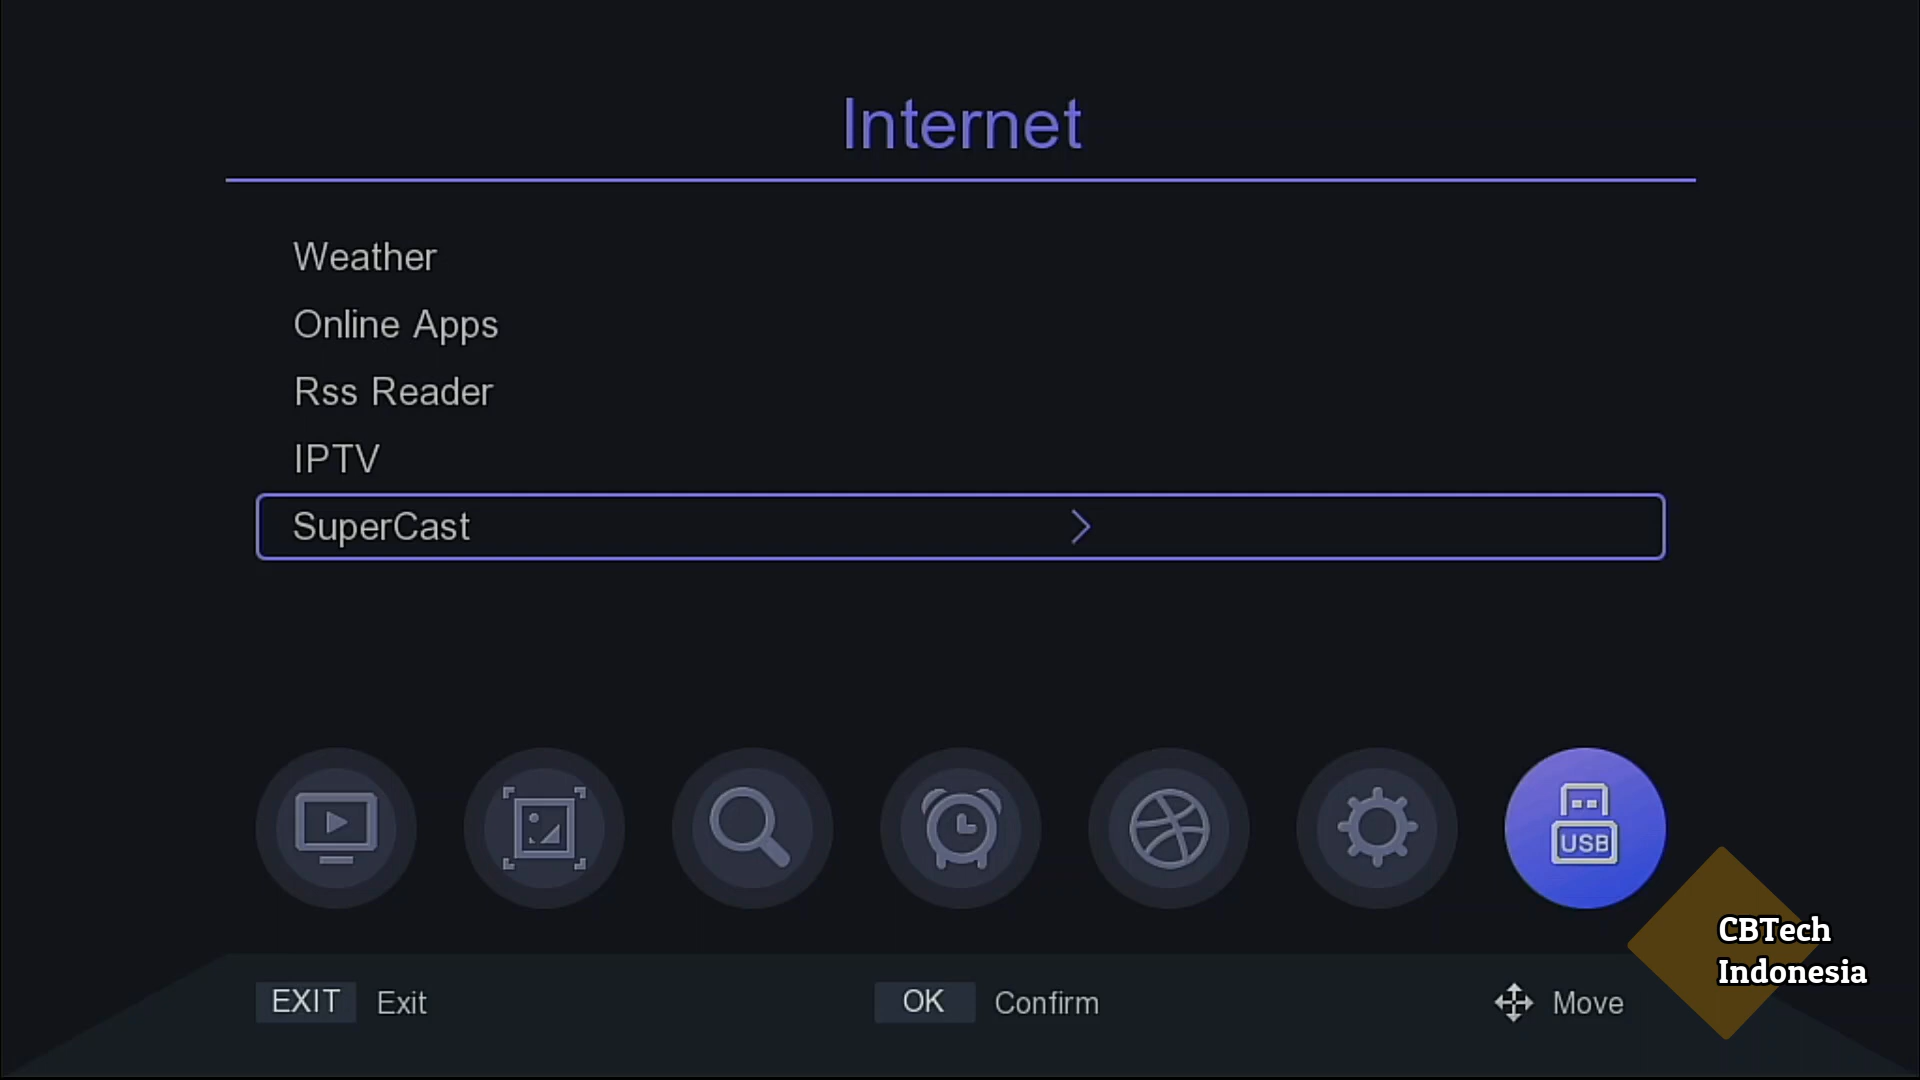 Internet
Weather
Online Apps
Rss Reader
IPTV
SuperCast
USB
CBTech
Indonesia
EXIT Exit OK Confirm Move